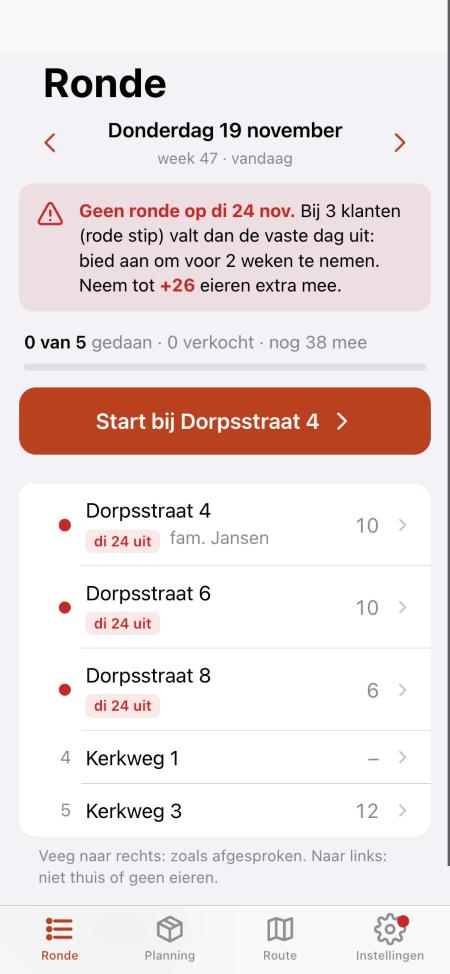 Ronde
Donderdag 19 november
week 47 · vandaag
Geen ronde op di 24 nov. Bij 3 klanten
(rode stip) valt dan de vaste dag uit:
bied aan om voor 2 weken te nemen.
Neem tot +26 eieren extra mee.
0 van 5 gedaan · 0 verkocht · nog 38 mee
Start bij Dorpsstraat 4
Dorpsstraat 4
di 24 uit fam. Jansen 10
Dorpsstraat 6
di 24 uit 10
Dorpsstraat 8
di 24 uit 6
4 Kerkweg 1 –
5 Kerkweg 3 12
Veeg naar rechts: zoals afgesproken. Naar links:
niet thuis of geen eieren.
Ronde Planning Route Instellingen